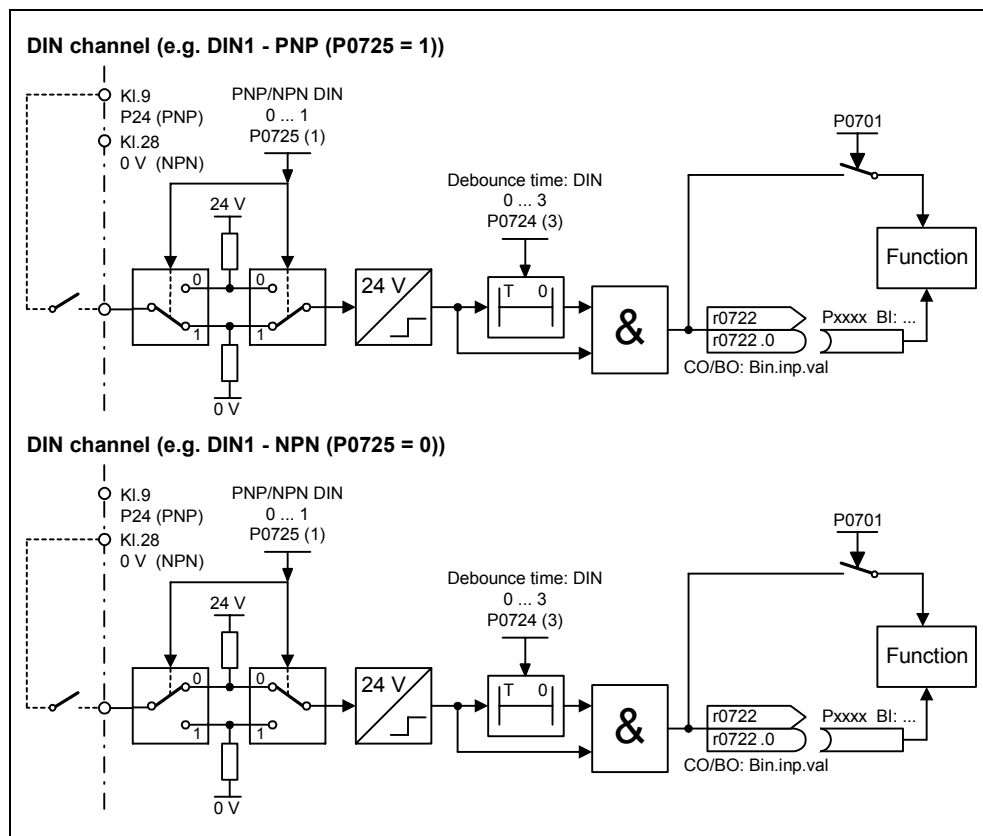 DIN channel (e.g. DIN1 - PNP (P0725 = 1))
Kl.9
P24 (PNP)
Kl.28
0 V (NPN)
PNP/NPN DIN
0 ... 1
P0725 (1)
24 V
0
0
1
1
0 V
24 V
Debounce time: DIN
0 ... 3
P0724 (3)
T 0
&
P0701
Function
r0722
r0722 .0
Pxxxx BI: ...
CO/BO: Bin.inp.val
DIN channel (e.g. DIN1 - NPN (P0725 = 0))
Kl.9
P24 (PNP)
Kl.28
0 V (NPN)
PNP/NPN DIN
0 ... 1
P0725 (1)
24 V
0
0
1
1
0 V
24 V
Debounce time: DIN
0 ... 3
P0724 (3)
T 0
&
P0701
Function
r0722
r0722 .0
Pxxxx BI: ...
CO/BO: Bin.inp.val